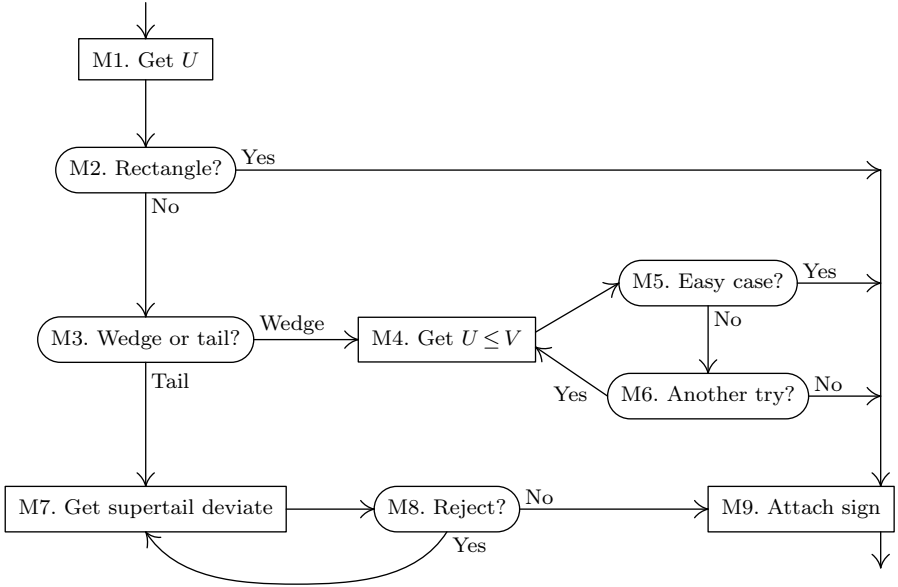 M1. Get U
M2. Rectangle?
Yes
No
M3. Wedge or tail?
Wedge
M4. Get U ≤ V
M5. Easy case?
Yes
No
M6. Another try?
No
Yes
Tail
M7. Get supertail deviate
M8. Reject?
No
Yes
M9. Attach sign